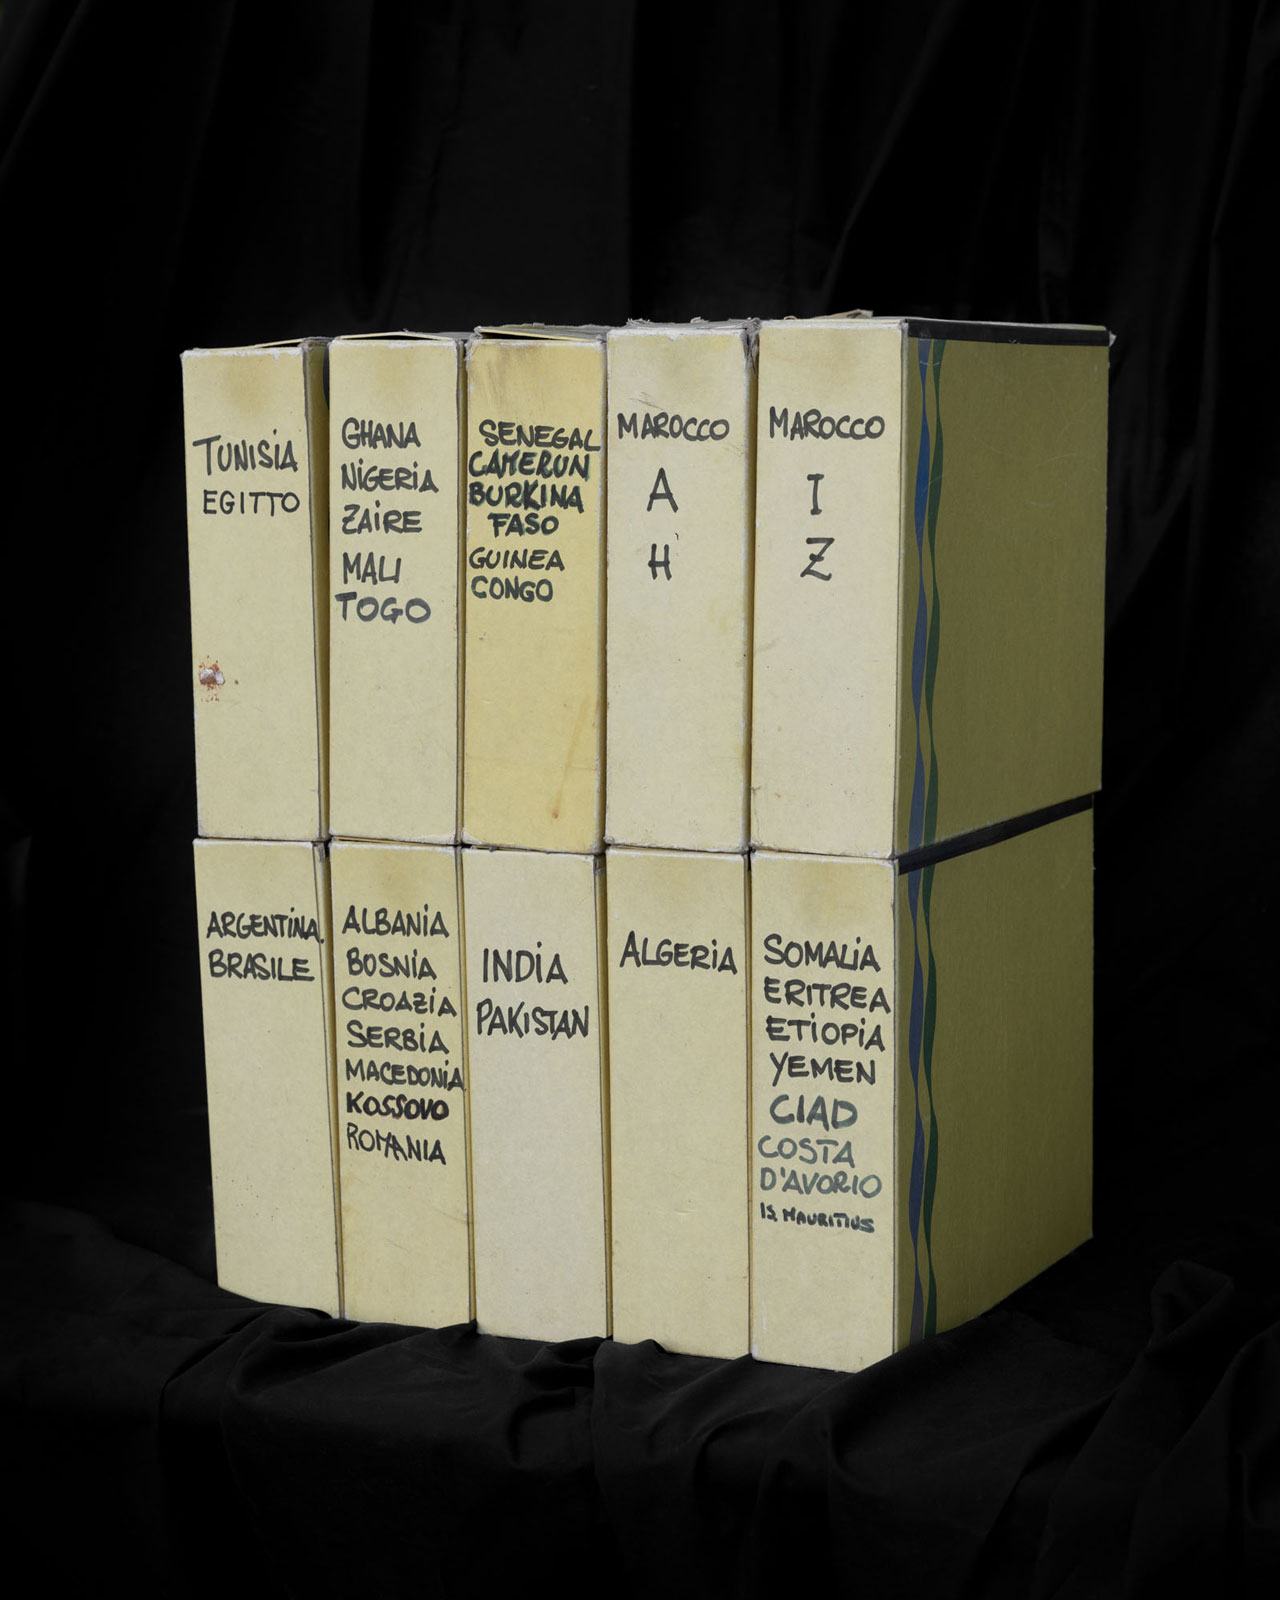 TUNISIA
EGITTO
GHANA
NIGERIA
ZAIRE
MALI
TOGO
SENEGAL
CAMERUN
BURKINA
FASO
GUINEA
CONGO
MAROCCO
A
H
MAROCCO
I
Z
ARGENTINA.
BRASILE
ALBANIA
BOSNIA
CROAZIA
SERBIA
MACEDONIA
KOSSOVO
ROMANIA
INDIA
PAKISTAN
ALGERIA
SOMALIA
ERITREA
ETIOPIA
YEMEN
CIAD
COSTA
D'AVORIO
IS. MAURITIUS